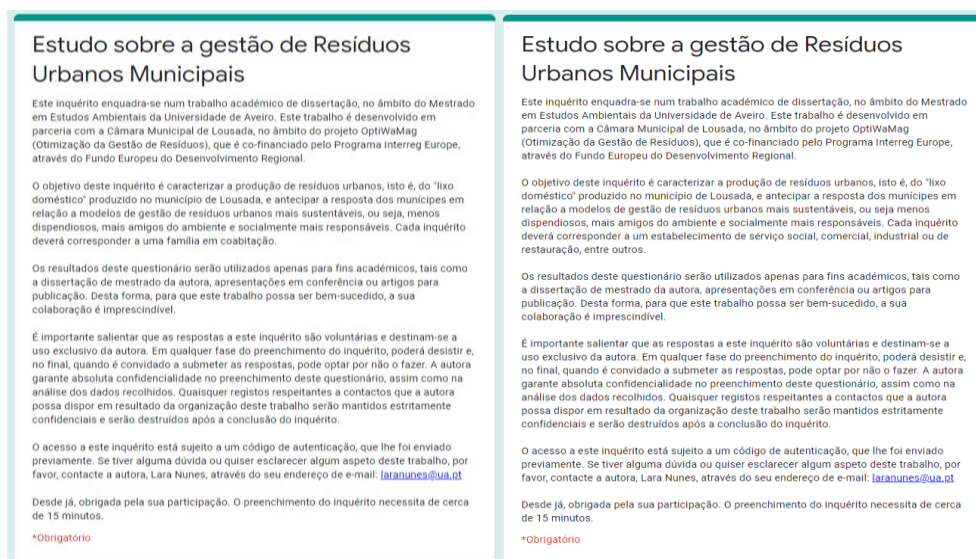 Estudo sobre a gestão de Resíduos
Urbanos Municipais
Este inquérito enquadra-se num trabalho académico de dissertação, no âmbito do Mestrado
em Estudos Ambientais da Universidade de Aveiro. Este trabalho é desenvolvido em
parceria com a Câmara Municipal de Lousada, no âmbito do projeto OptiWaMag
(Otimização da Gestão de Resíduos), que é co-financiado pelo Programa Interreg Europe,
através do Fundo Europeu do Desenvolvimento Regional.
O objetivo deste inquérito é caracterizar a produção de resíduos urbanos, isto é, do "lixo
doméstico" produzido no município de Lousada, e antecipar a resposta dos munícipes em
relação a modelos de gestão de resíduos urbanos mais sustentáveis, ou seja, menos
dispendiosos, mais amigos do ambiente e socialmente mais responsáveis. Cada inquérito
deverá corresponder a uma família em coabitação.
Os resultados deste questionário serão utilizados apenas para fins académicos, tais como
a dissertação de mestrado da autora, apresentações em conferência ou artigos para
publicação. Desta forma, para que este trabalho possa ser bem-sucedido, a sua
colaboração é imprescindível.
É importante salientar que as respostas a este inquérito são voluntárias e destinam-se a
uso exclusivo da autora. Em qualquer fase do preenchimento do inquérito, poderá desistir e,
no final, quando é convidado a submeter as respostas, pode optar por não o fazer. A autora
garante absoluta confidencialidade no preenchimento deste questionário, assim como na
análise dos dados recolhidos. Quaisquer registos respeitantes a contactos que a autora
possa dispor em resultado da organização deste trabalho serão mantidos estritamente
confidenciais e serão destruídos após a conclusão do inquérito.
O acesso a este inquérito está sujeito a um código de autenticação, que lhe foi enviado
previamente. Se tiver alguma dúvida ou quiser esclarecer algum aspeto deste trabalho, por
favor, contacte a autora, Lara Nunes, através do seu endereço de e-mail: laranunes@ua.pt
Desde já, obrigada pela sua participação. O preenchimento do inquérito necessita de cerca
de 15 minutos.
*Obrigatório
Estudo sobre a gestão de Resíduos
Urbanos Municipais
Este inquérito enquadra-se num trabalho académico de dissertação, no âmbito do Mestrado
em Estudos Ambientais da Universidade de Aveiro. Este trabalho é desenvolvido em
parceria com a Câmara Municipal de Lousada, no âmbito do projeto OptiWaMag
(Otimização da Gestão de Resíduos), que é co-financiado pelo Programa Interreg Europe,
através do Fundo Europeu do Desenvolvimento Regional.
O objetivo deste inquérito é caracterizar a produção de resíduos urbanos, isto é, do "lixo
doméstico" produzido no município de Lousada, e antecipar a resposta dos munícipes em
relação a modelos de gestão de resíduos urbanos mais sustentáveis, ou seja menos
dispendiosos, mais amigos do ambiente e socialmente mais responsáveis. Cada inquérito
deverá corresponder a um estabelecimento de serviço social, comercial, industrial ou de
restauração, entre outros.
Os resultados deste questionário serão utilizados apenas para fins académicos, tais como
a dissertação de mestrado da autora, apresentações em conferência ou artigos para
publicação. Desta forma, para que este trabalho possa ser bem-sucedido, a sua
colaboração é imprescindível.
É importante salientar que as respostas a este inquérito são voluntárias e destinam-se a
uso exclusivo da autora. Em qualquer fase do preenchimento do inquérito, poderá desistir e,
no final, quando é convidado a submeter as respostas, pode optar por não o fazer. A autora
garante absoluta confidencialidade no preenchimento deste questionário, assim como na
análise dos dados recolhidos. Quaisquer registos respeitantes a contactos que a autora
possa dispor em resultado da organização deste trabalho serão mantidos estritamente
confidenciais e serão destruídos após a conclusão do inquérito.
O acesso a este inquérito está sujeito a um código de autenticação, que lhe foi enviado
previamente. Se tiver alguma dúvida ou quiser esclarecer algum aspeto deste trabalho, por
favor, contacte a autora, Lara Nunes, através do seu endereço de e-mail: laranunes@ua.pt
Desde já, obrigada pela sua participação. O preenchimento do inquérito necessita de cerca
de 15 minutos.
*Obrigatório